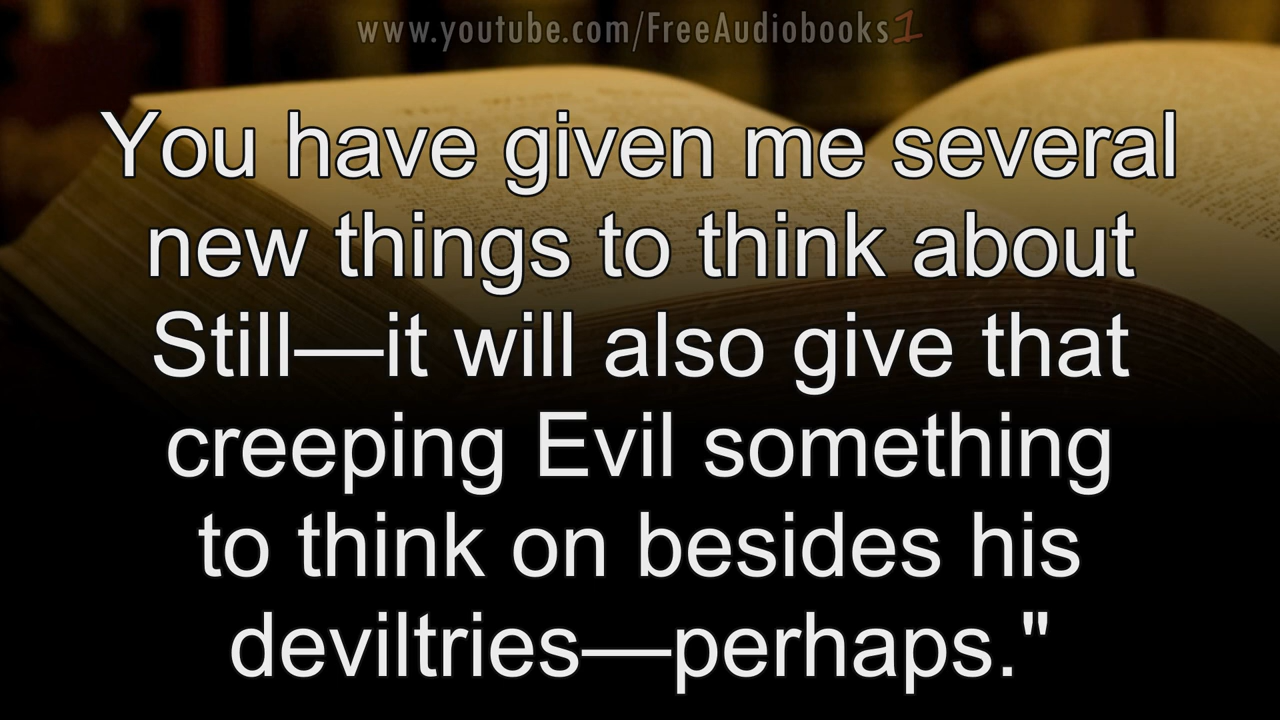 www.youtube.com/FreeAudiobooks1
You have given me several
new things to think about
Still—it will also give that
creeping Evil something
to think on besides his
deviltries—perhaps."